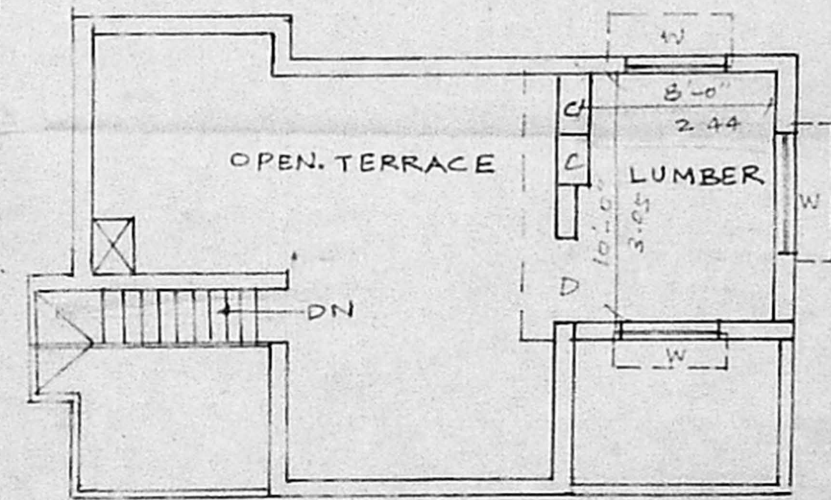 W
8'-0"
2.44
C
C
OPEN. TERRACE
LUMBER
W
10'-0"
3.05
D
DN
W